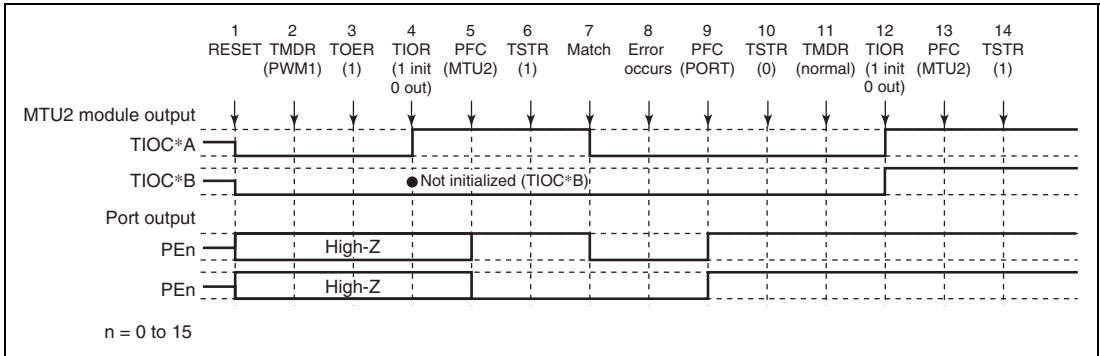 1 2 3 4 5 6 7 8 9 10 11 12 13 14
RESET TMDR TOER TIOR PFC TSTR Match Error PFC TSTR TMDR TIOR PFC TSTR
(PWM1) (1) (1 init (MTU2) (1) occurs (PORT) (0) (normal) (1 init (MTU2) (1)
0 out) 0 out)
MTU2 module output
TIOC*A
TIOC*B ● Not initialized (TIOC*B)
Port output
PEn High-Z
PEn High-Z
n = 0 to 15